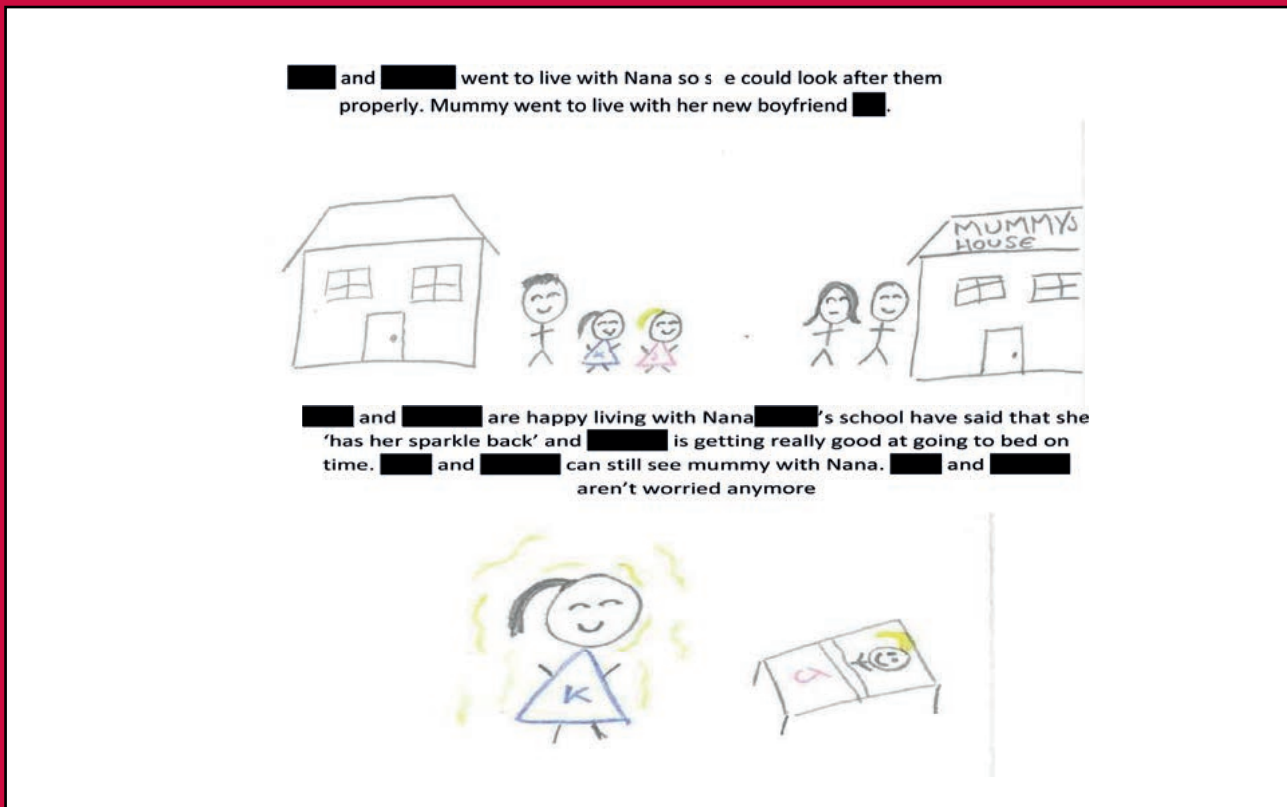 and went to live with Nana so s e could look after them
properly. Mummy went to live with her new boyfriend .
MUMMYS
HOUSE
K
and are happy living with Nana 's school have said that she
'has her sparkle back' and is getting really good at going to bed on
time. and can still see mummy with Nana. and
aren't worried anymore
K